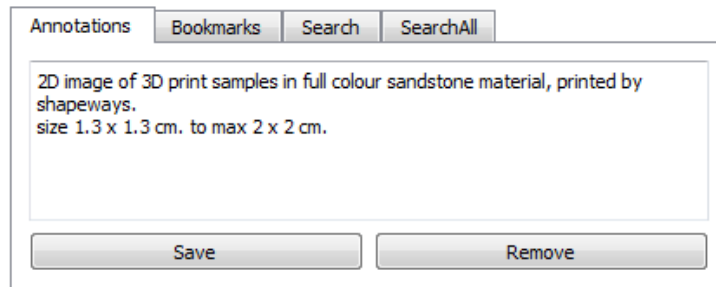 Annotations Bookmarks Search SearchAll
2D image of 3D print samples in full colour sandstone material, printed by
shapeways.
size 1.3 x 1.3 cm. to max 2 x 2 cm.
Save Remove